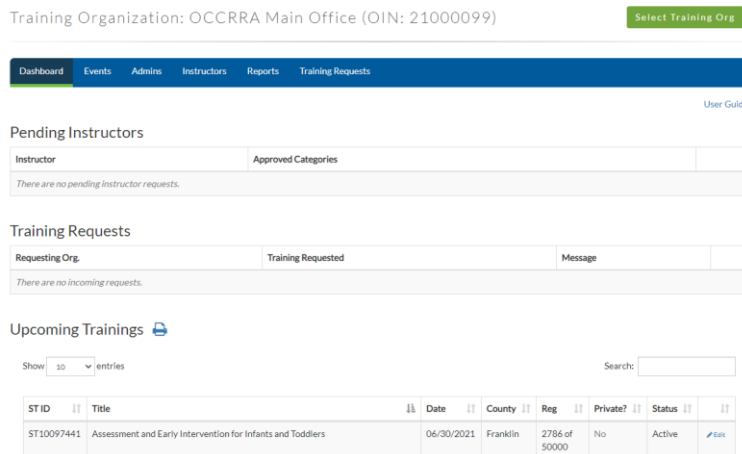 Training Organization: OCCRRA Main Office (OIN: 21000099)
Select Training Org
Dashboard Events Admins Instructors Reports Training Requests
User Guid
Pending Instructors
Instructor Approved Categories
There are no pending instructor requests.
Training Requests
Requesting Org. Training Requested Message
There are no incoming requests.
Upcoming Trainings
Show 10 entries Search:
ST ID Title Date County Reg Private? Status
ST10097441 Assessment and Early Intervention for Infants and Toddlers 06/30/2021 Franklin 2786 of No Active Edit
50000